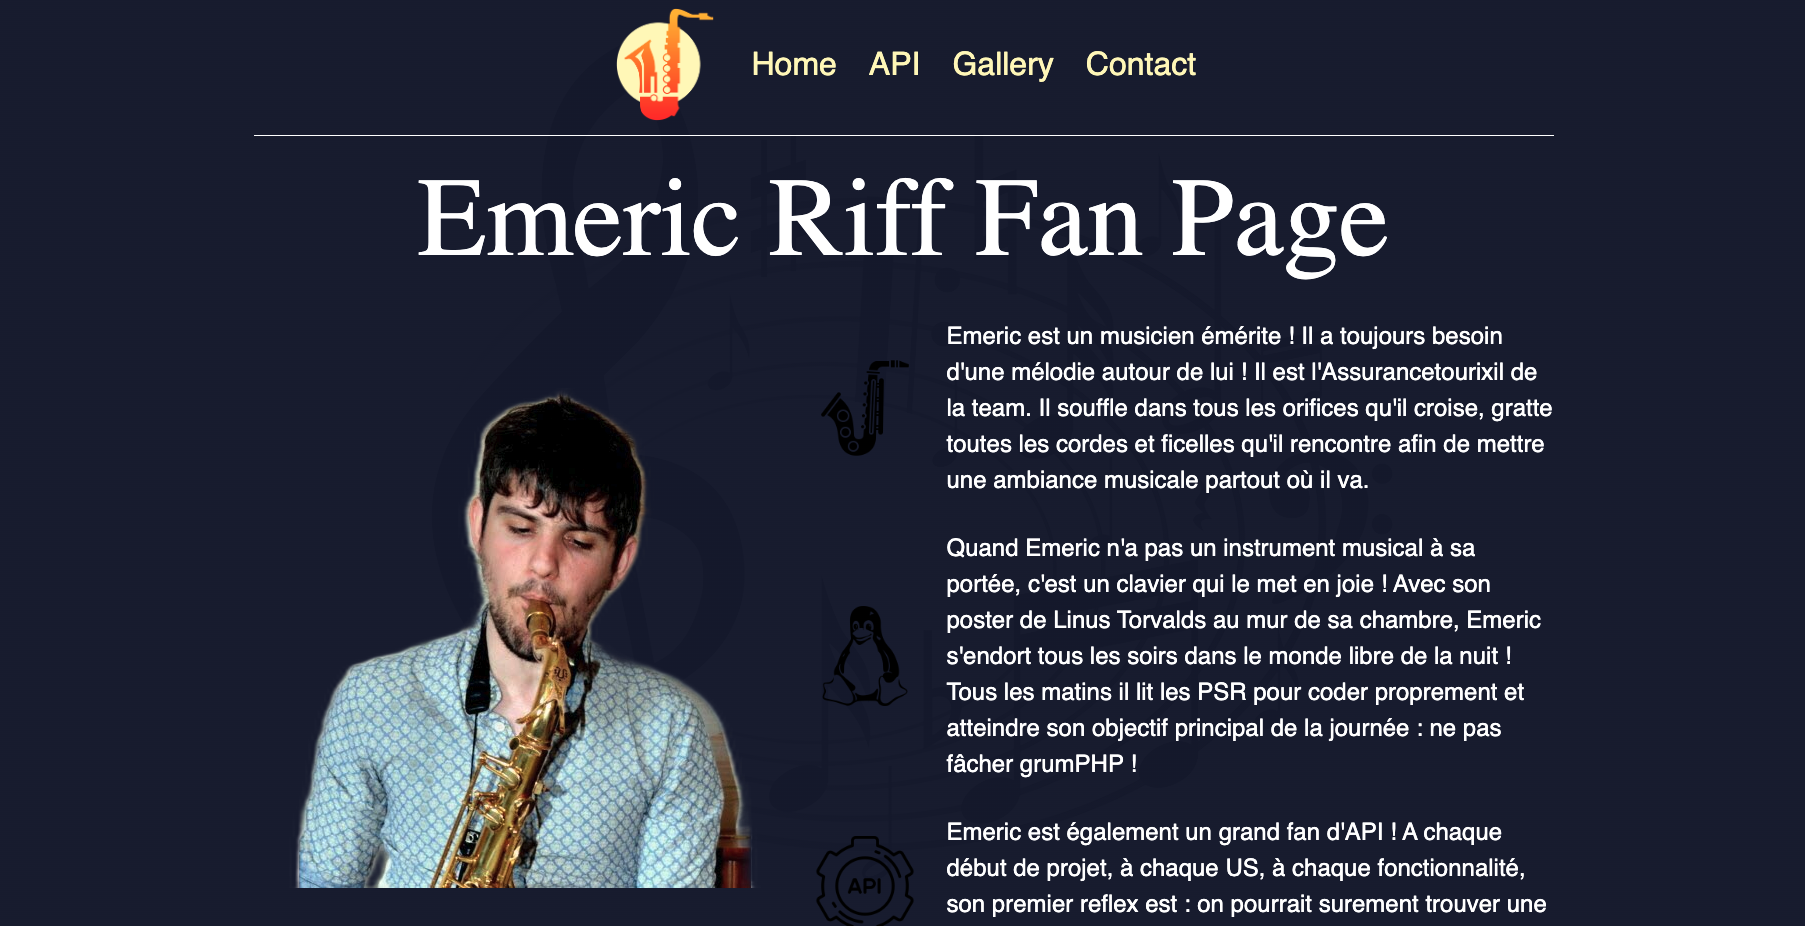 Home API Gallery Contact
Emeric Riff Fan Page
Emeric est un musicien émérite ! Il a toujours besoin
d'une mélodie autour de lui ! Il est l'Assurancetourixil de
la team. Il souffle dans tous les orifices qu'il croise, gratte
toutes les cordes et ficelles qu'il rencontre afin de mettre
une ambiance musicale partout où il va.
Quand Emeric n'a pas un instrument musical à sa
portée, c'est un clavier qui le met en joie ! Avec son
poster de Linus Torvalds au mur de sa chambre, Emeric
s'endort tous les soirs dans le monde libre de la nuit !
Tous les matins il lit les PSR pour coder proprement et
atteindre son objectif principal de la journée : ne pas
fâcher grumPHP !
API
Emeric est également un grand fan d'API ! A chaque
début de projet, à chaque US, à chaque fonctionnalité,
son premier reflex est : on pourrait surement trouver une